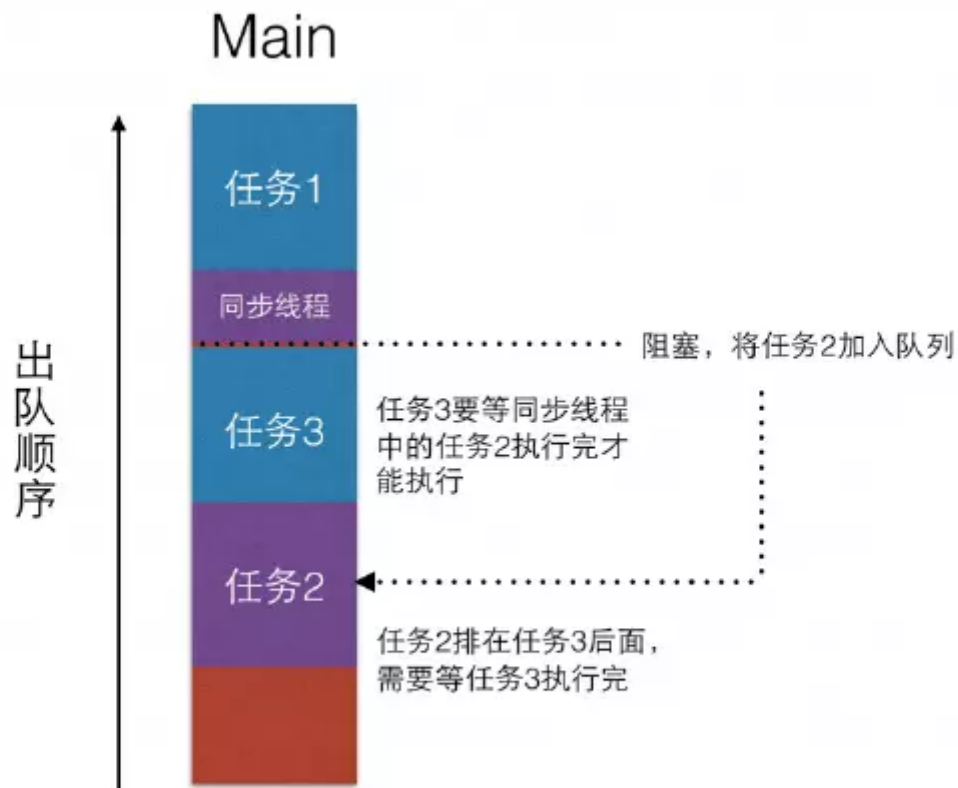 Main
任务1
同步线程
阻塞，将任务2加入队列
出队顺序
任务3
任务3要等同步线程
中的任务2执行完才
能执行
任务2
任务2排在任务3后面，
需要等任务3执行完